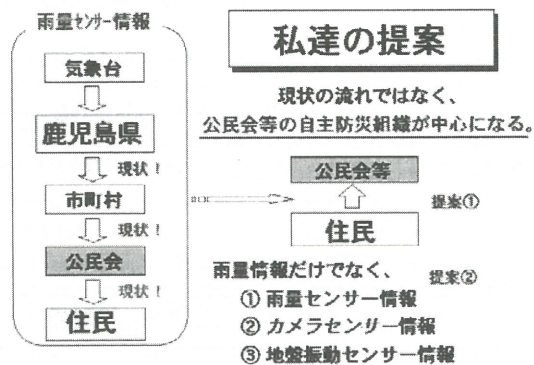 雨量センサー情報
気象台
鹿児島県
現状！
市町村
現状！
公民会
現状！
住民
私達の提案
現状の流れではなく、
公民会等の自主防災組織が中心になる。
公民会等
提案①
住民
雨量情報だけでなく、
提案②
① 雨量センサー情報
② カメラセンサー情報
③ 地盤振動センサー情報